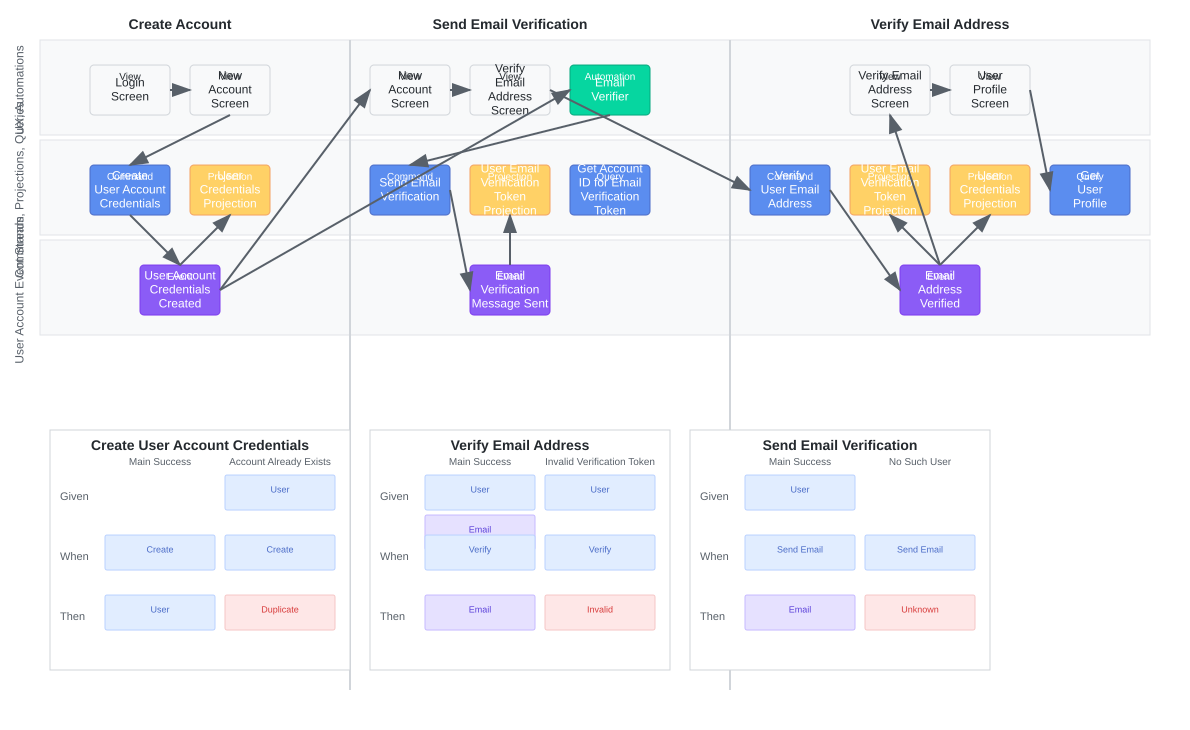 Create Account
Send Email Verification
Verify Email Address
UI/Automations
Commands, Projections, Queries
User Account Event Stream
View
Login
Screen
View
New
Account
Screen
View
New
Account
Screen
View
Verify
Email
Address
Screen
Automation
Email
Verifier
View
Verify Email
Address
Screen
View
User
Profile
Screen
Command
Create
User Account
Credentials
Projection
User
Credentials
Projection
Command
Send Email
Verification
Projection
User Email
Verification
Token
Projection
Query
Get Account
ID for Email
Verification
Token
Command
Verify
User Email
Address
Projection
User Email
Verification
Token
Projection
Projection
User
Credentials
Projection
Query
Get
User
Profile
Event
User Account
Credentials
Created
Event
Email
Verification
Message Sent
Event
Email
Address
Verified
Create User Account Credentials
Main Success
Account Already Exists
Given
User
When
Create
Create
Then
User
Duplicate
Verify Email Address
Main Success
Invalid Verification Token
Given
User
User
Email
When
Verify
Verify
Then
Email
Invalid
Send Email Verification
Main Success
No Such User
Given
User
When
Send Email
Send Email
Then
Email
Unknown